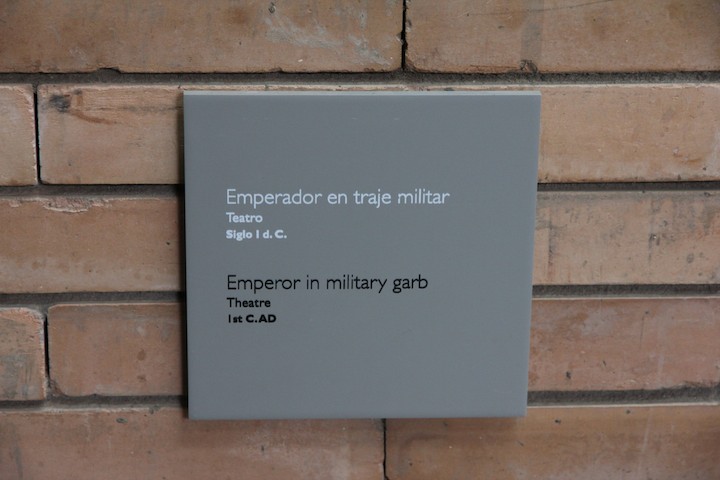 Emperador en traje militar
Teatro
Siglo I d. C.
Emperor in military garb
Theatre
1st C. AD